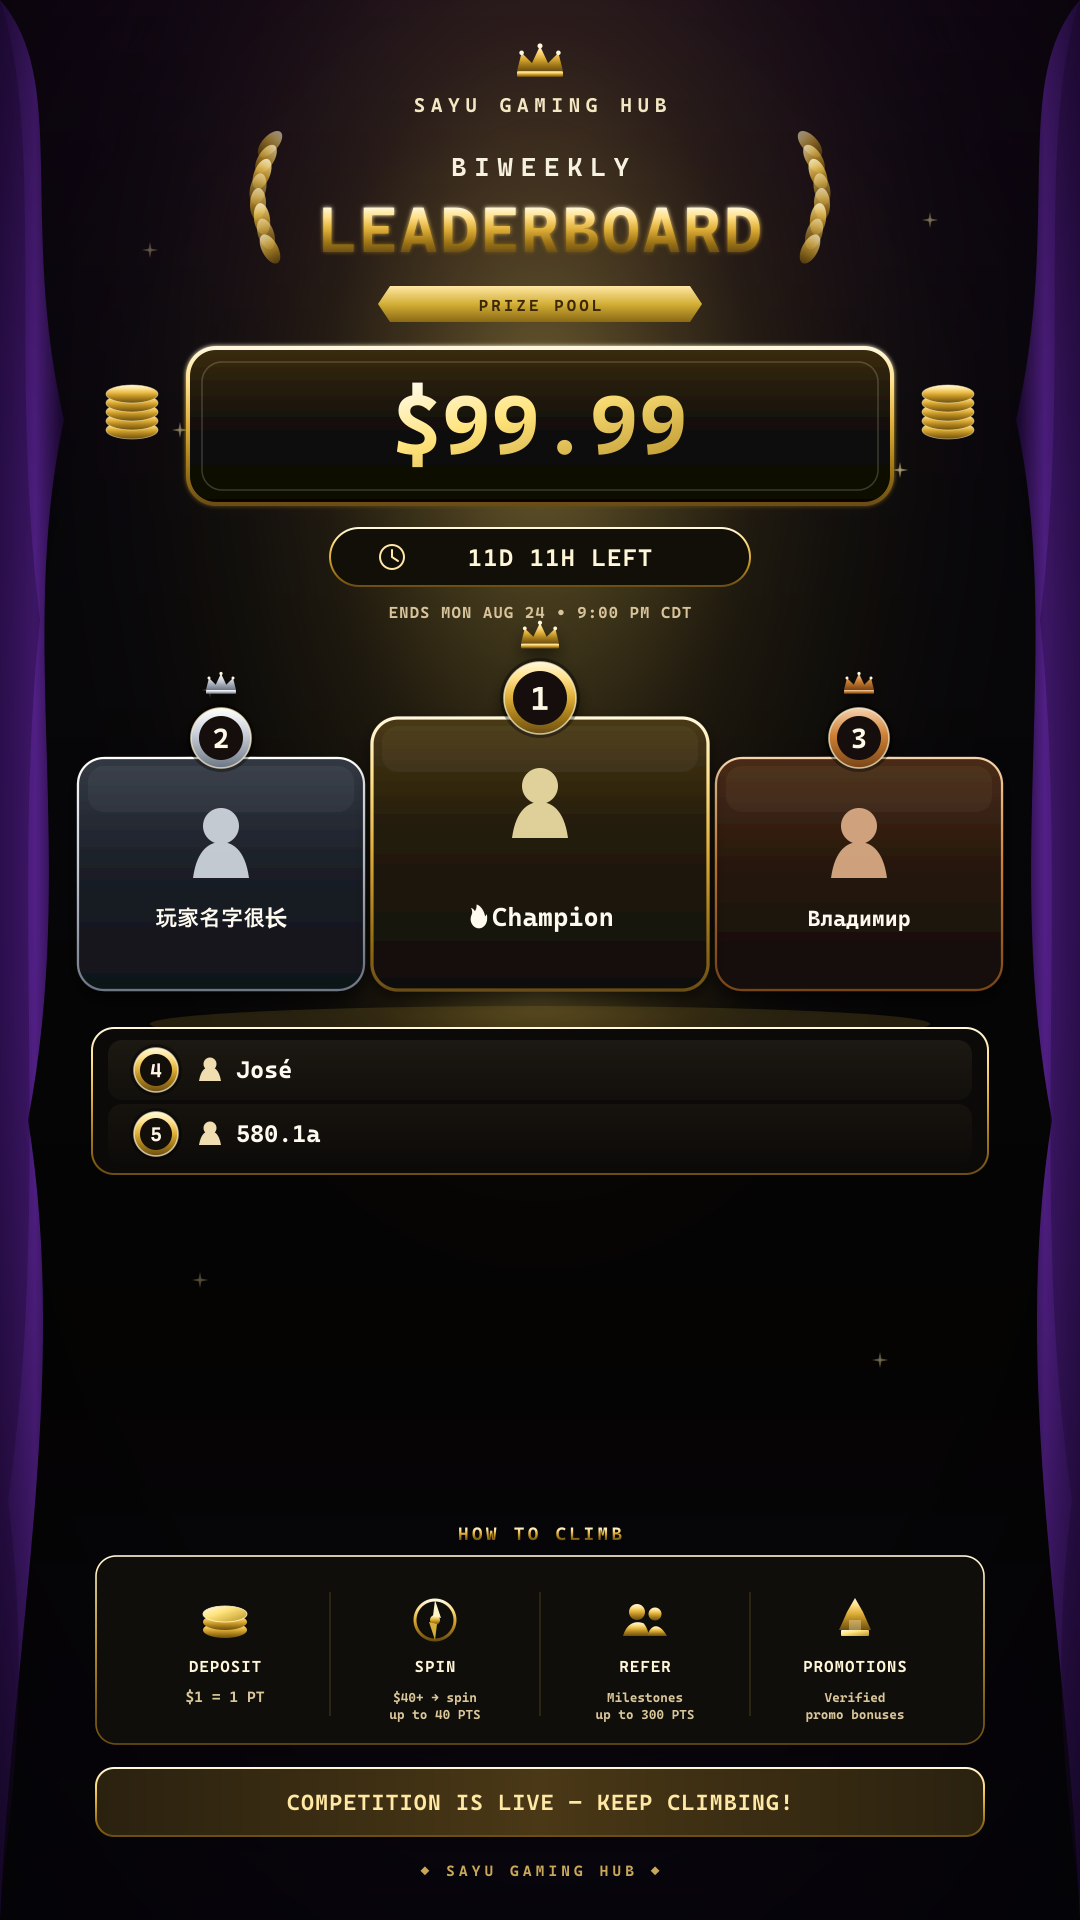 SAYU GAMING HUB
BIWEEKLY
LEADERBOARD
PRIZE POOL
$99.99
11D 11H LEFT
ENDS MON AUG 24 • 9:00 PM CDT
1
2
3
玩家名字很长
Champion
Владимир
4 José
5 580.1a
HOW TO CLIMB
DEPOSIT
$1 = 1 PT
SPIN
$40+ → spin
up to 40 PTS
REFER
Milestones
up to 300 PTS
PROMOTIONS
Verified
promo bonuses
COMPETITION IS LIVE — KEEP CLIMBING!
◆ SAYU GAMING HUB ◆